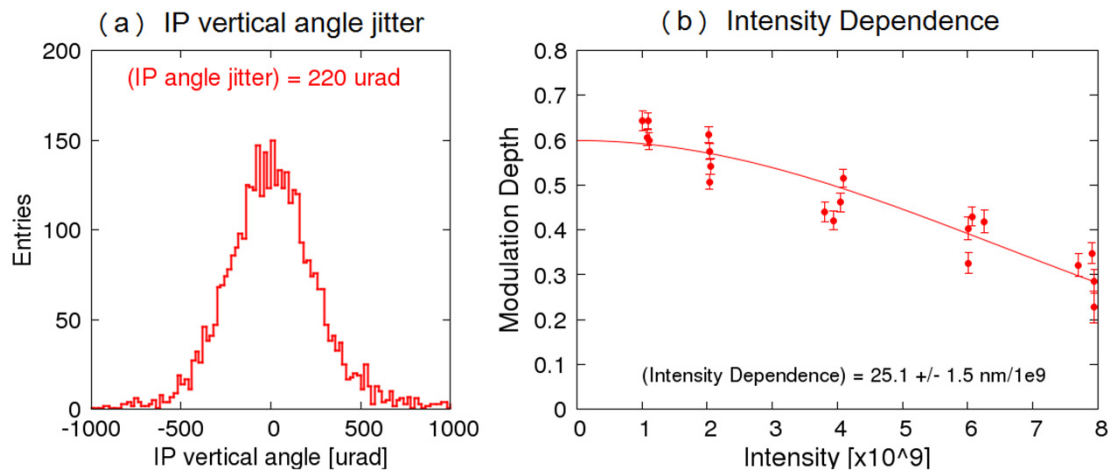 (a) IP vertical angle jitter
200
150
100
50
0
Entries
(IP angle jitter) = 220 urad
-1000 -500 0 500 1000
IP vertical angle [urad]
(b) Intensity Dependence
0.8
0.7
0.6
0.5
0.4
0.3
0.2
0.1
0
Modulation Depth
(Intensity Dependence) = 25.1 +/- 1.5 nm/1e9
0 1 2 3 4 5 6 7 8
Intensity [x10^9]